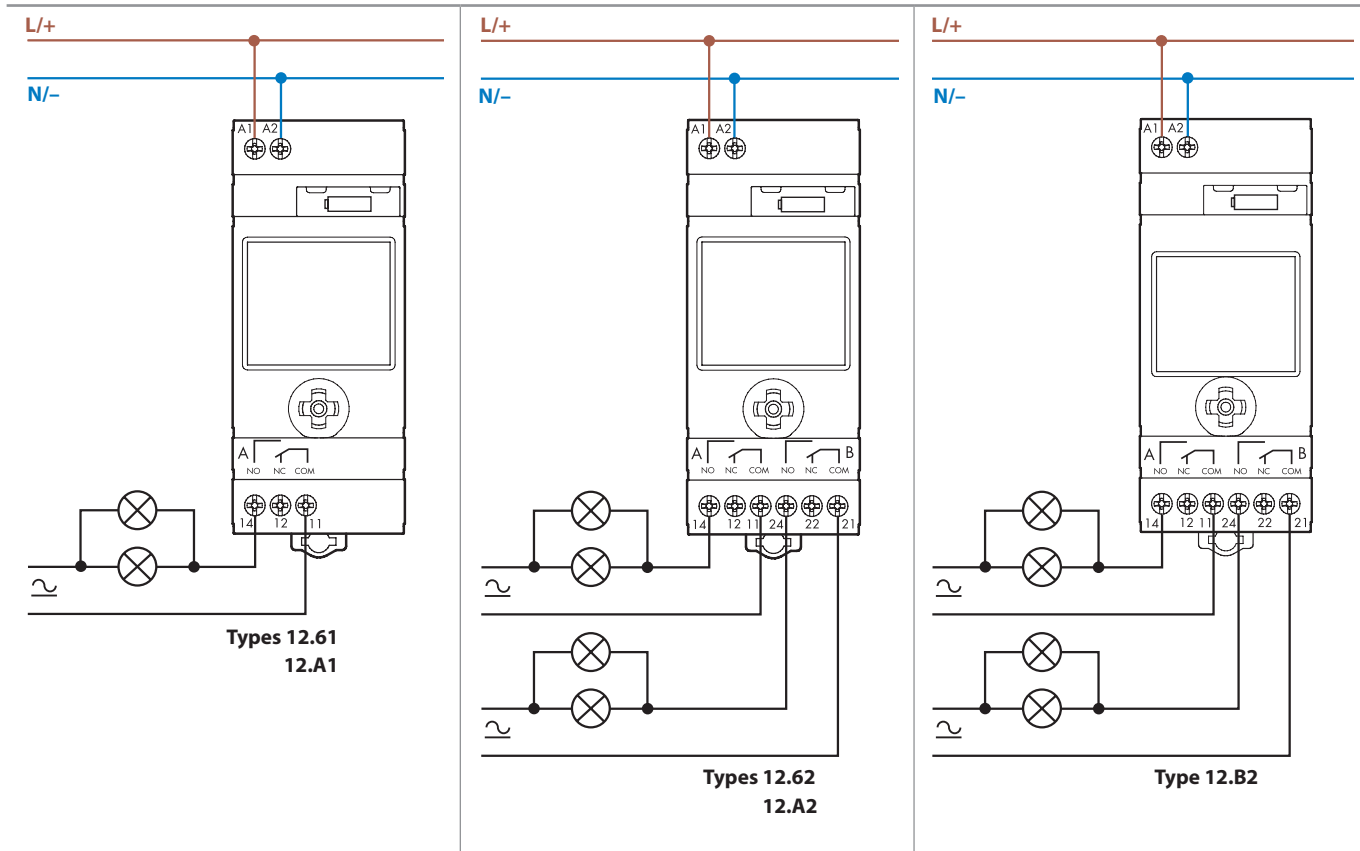 L/+
N/–
A1 A2
A
NO NC COM
14 12 11
Types 12.61
12.A1
L/+
N/–
A1 A2
A B
NO NC COM NO NC COM
14 12 11 24 22 21
Types 12.62
12.A2
L/+
N/–
A1 A2
A B
NO NC COM NO NC COM
14 12 11 24 22 21
Type 12.B2